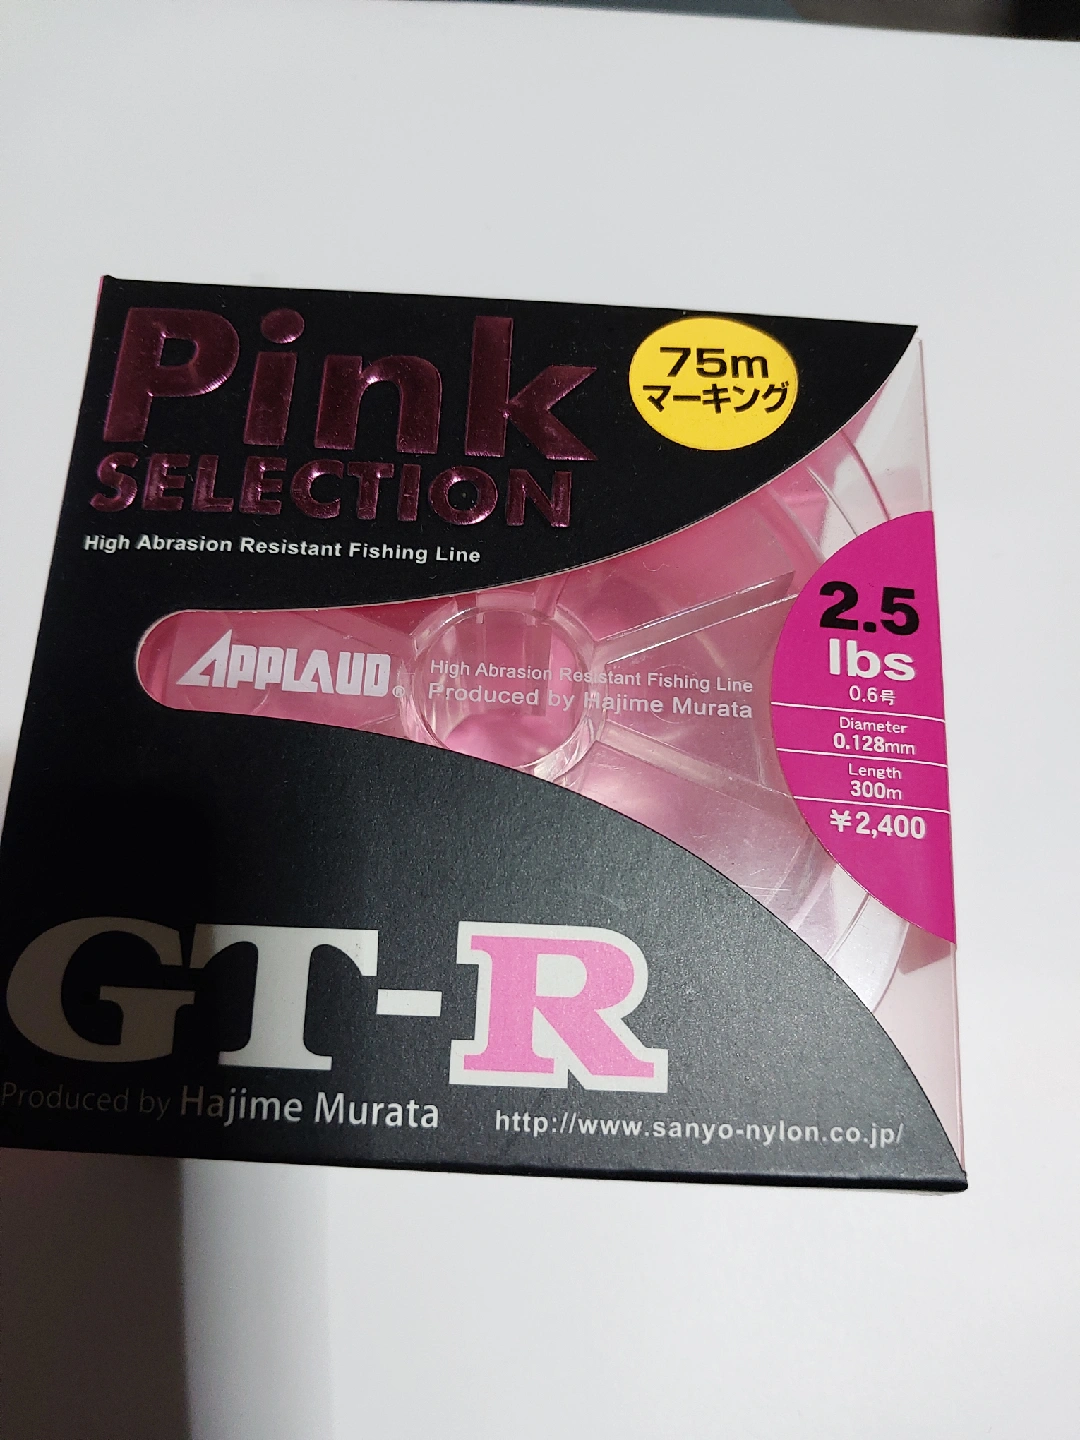 Pink
SELECTION
High Abrasion Resistant Fishing Line
75m
マーキング
APPLAUD®
High Abrasion Resistant Fishing Line
Produced by Hajime Murata
2.5
lbs
0.6号
Diameter
0.128mm
Length
300m
¥2,400
GT-R
Produced by Hajime Murata
http://www.sanyo-nylon.co.jp/